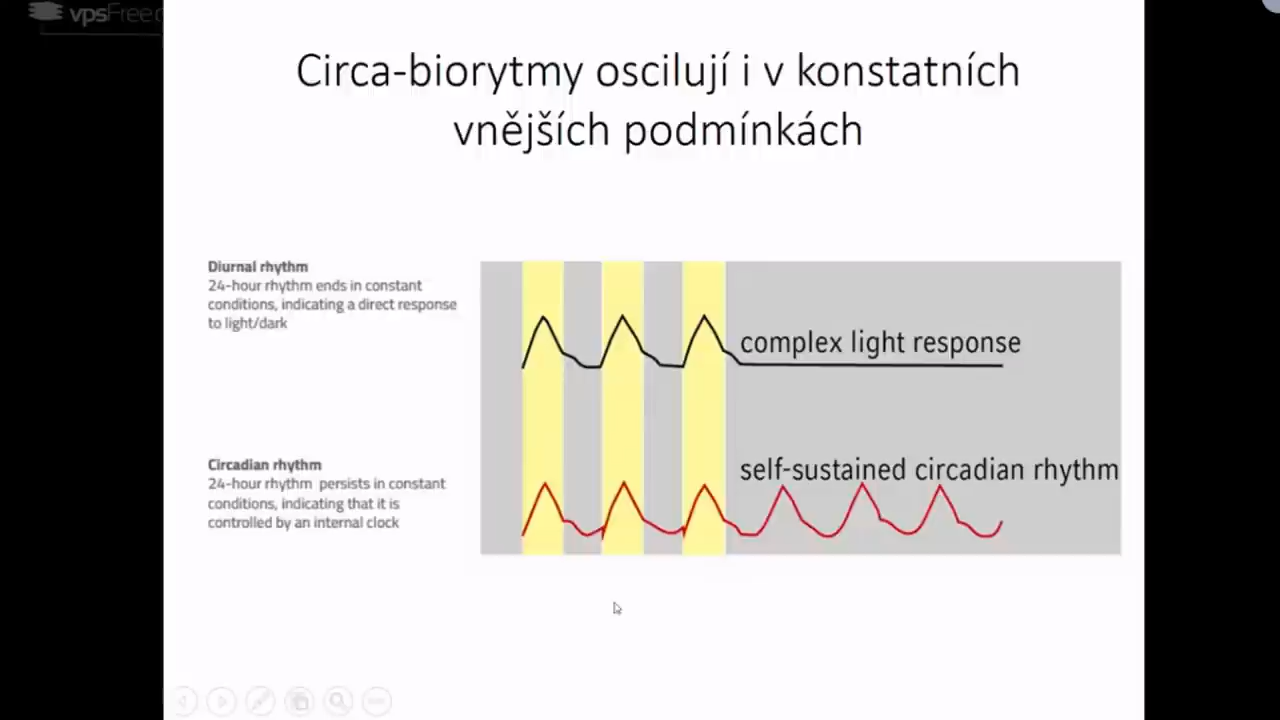 vpsFree
Circa-biorytmy oscilují i v konstatních
vnějších podmínkách
Diurnal rhythm
24-hour rhythm ends in constant
conditions, indicating a direct response
to light/dark
complex light response
Circadian rhythm
24-hour rhythm persists in constant
conditions, indicating that it is
controlled by an internal clock
self-sustained circadian rhythm